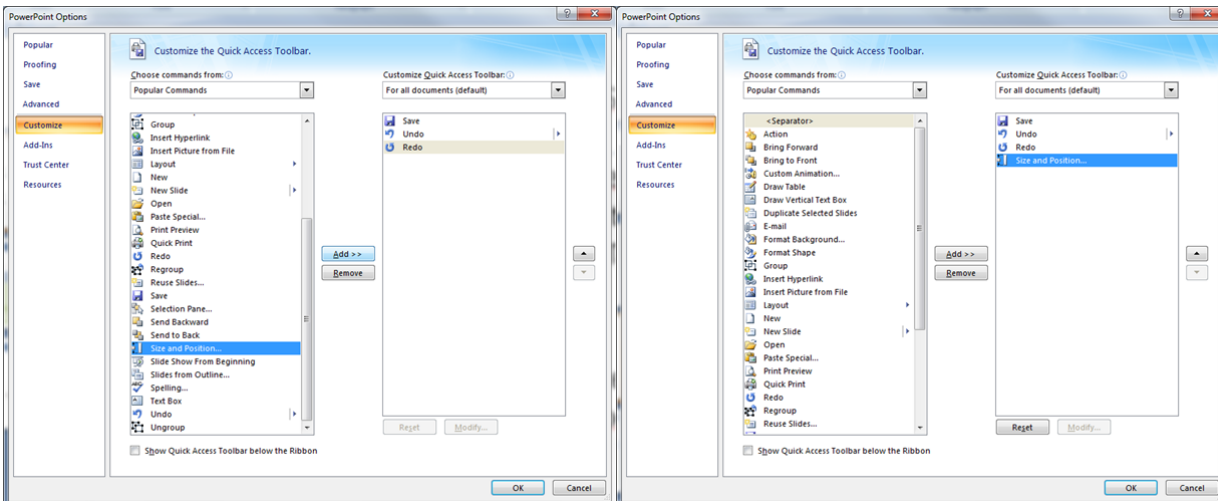 PowerPoint Options
Popular
Proofing
Save
Advanced
Customize
Add-Ins
Trust Center
Resources
Customize the Quick Access Toolbar.
Choose commands from:
Popular Commands
Group
Insert Hyperlink
Insert Picture from File
Layout
New
New Slide
Open
Paste Special...
Print Preview
Quick Print
Redo
Regroup
Reuse Slides...
Save
Selection Pane...
Send Backward
Send to Back
Size and Position...
Slide Show From Beginning
Slides from Outline...
Spelling...
Text Box
Undo
Ungroup
Add >>
Remove
Customize Quick Access Toolbar:
For all documents (default)
Save
Undo
Redo
Reset
Modify...
Show Quick Access Toolbar below the Ribbon
OK
Cancel
PowerPoint Options
Popular
Proofing
Save
Advanced
Customize
Add-Ins
Trust Center
Resources
Customize the Quick Access Toolbar.
Choose commands from:
Popular Commands
<Separator>
Action
Bring Forward
Bring to Front
Custom Animation...
Draw Table
Draw Vertical Text Box
Duplicate Selected Slides
E-mail
Format Background...
Format Shape
Group
Insert Hyperlink
Insert Picture from File
Layout
New
New Slide
Open
Paste Special...
Print Preview
Quick Print
Redo
Regroup
Reuse Slides...
Add >>
Remove
Customize Quick Access Toolbar:
For all documents (default)
Save
Undo
Redo
Size and Position...
Reset
Modify...
Show Quick Access Toolbar below the Ribbon
OK
Cancel